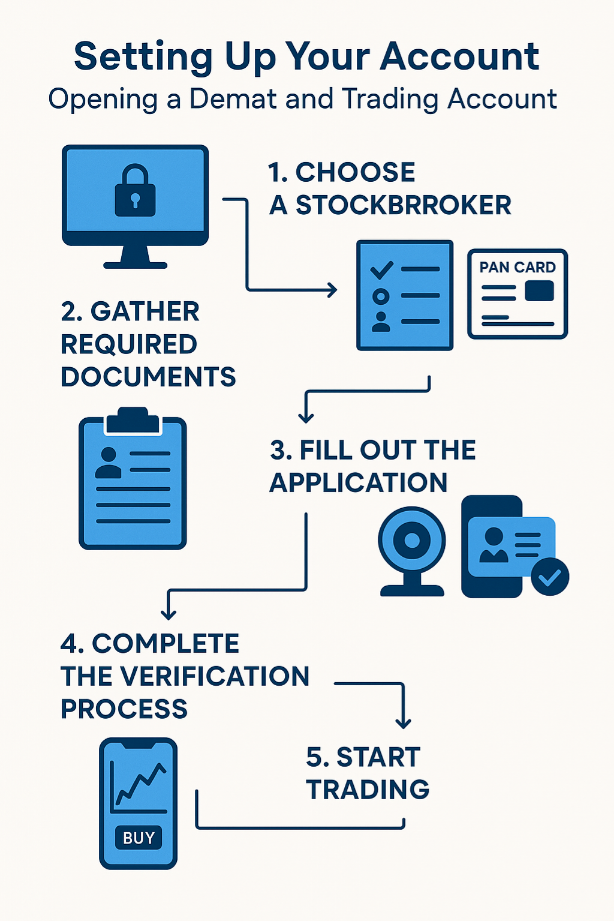 Setting Up Your Account
Opening a Demat and Trading Account
1. CHOOSE
A STOCKBRROKER
PAN CARD
2. GATHER
REQUIRED
DOCUMENTS
3. FILL OUT THE
APPLICATION
4. COMPLETE
THE VERIFICATION
PROCESS
5. START
TRADING
BUY